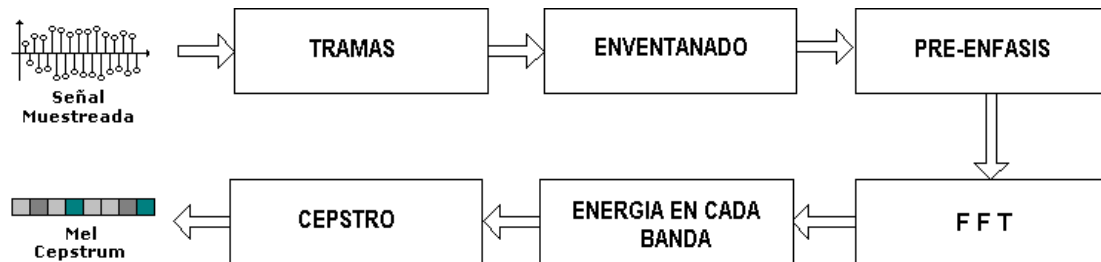 TRAMAS
ENVENTANADO
PRE-ENFASIS
Señal
Muestreada
CEPSTRO
ENERGIA EN CADA
BANDA
F F T
Mel
Cepstrum